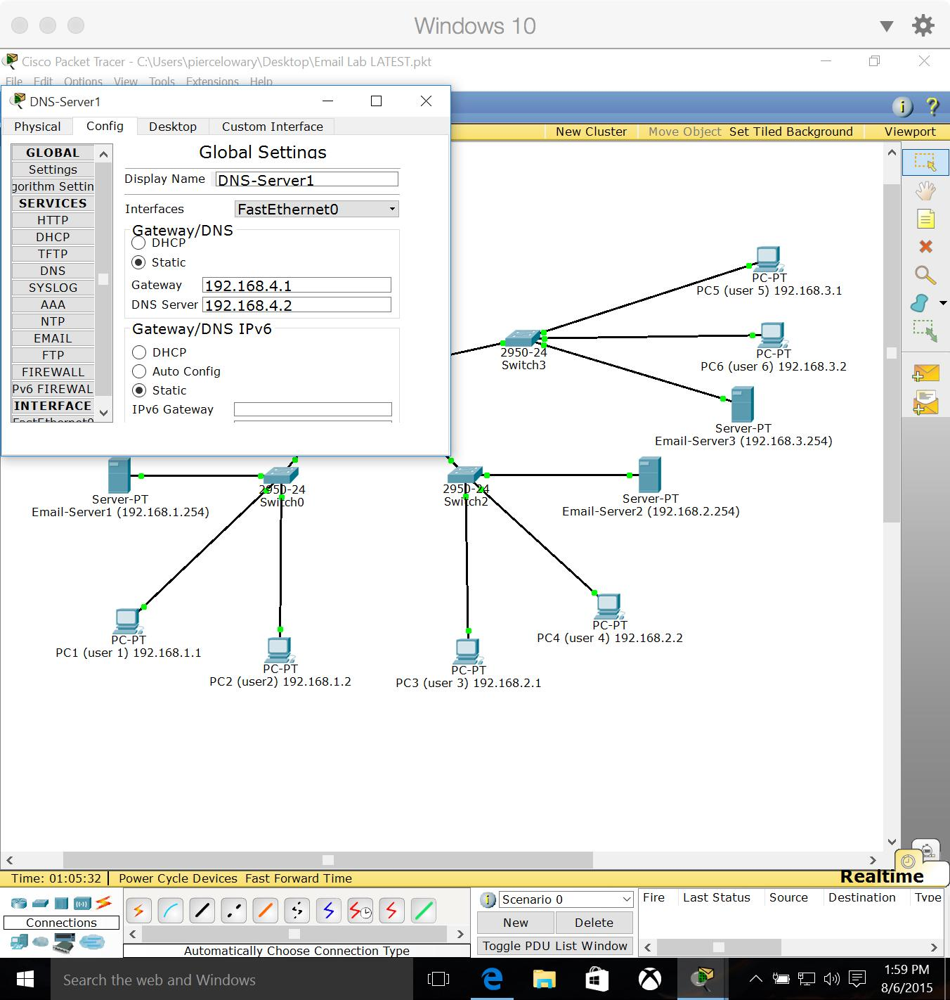 Windows 10
Cisco Packet Tracer - C:\Users\piercelowary\Desktop\Email Lab LATEST.pkt
File Edit Options View Tools Extensions Help
DNS-Server1
Physical Config Desktop Custom Interface
New Cluster Move Object Set Tiled Background Viewport
GLOBAL
Settings
gorithm Settin
SERVICES
HTTP
DHCP
TFTP
DNS
SYSLOG
AAA
NTP
EMAIL
FTP
FIREWALL
Pv6 FIREWAL
INTERFACE
FastEthernet0
Global Settings
Display Name DNS-Server1
Interfaces FastEthernet0
Gateway/DNS
DHCP
Static
Gateway 192.168.4.1
DNS Server 192.168.4.2
Gateway/DNS IPv6
DHCP
Auto Config
Static
IPv6 Gateway
PC-PT
PC5 (user 5) 192.168.3.1
2950-24
Switch3
PC-PT
PC6 (user 6) 192.168.3.2
Server-PT
Email-Server3 (192.168.3.254)
Server-PT
Email-Server1 (192.168.1.254)
2950-24
Switch0
2950-24
Switch2
Server-PT
Email-Server2 (192.168.2.254)
PC-PT
PC1 (user 1) 192.168.1.1
PC-PT
PC2 (user2) 192.168.1.2
PC-PT
PC3 (user 3) 192.168.2.1
PC-PT
PC4 (user 4) 192.168.2.2
Time: 01:05:32 Power Cycle Devices Fast Forward Time
Realtime
Connections
Automatically Choose Connection Type
Scenario 0
New Delete
Toggle PDU List Window
Fire Last Status Source Destination Type
Search the web and Windows
1:59 PM
8/6/2015